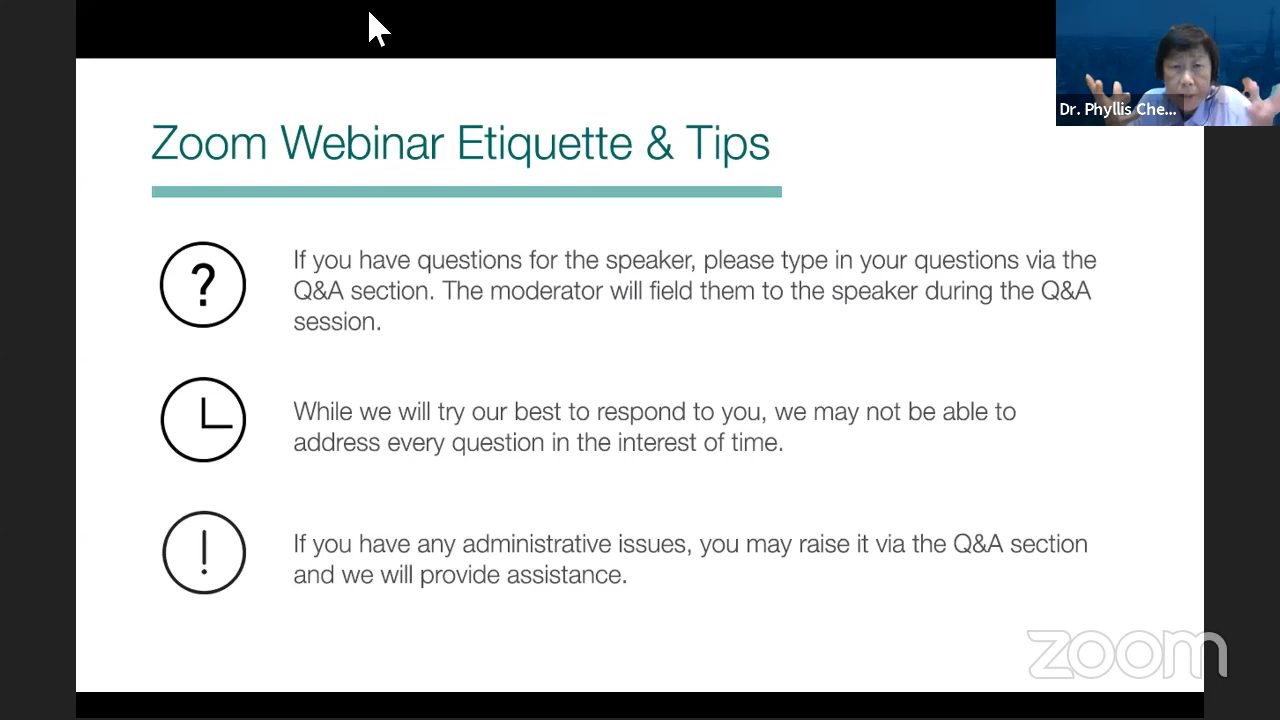 Dr. Phyllis Che...
Zoom Webinar Etiquette & Tips
?
If you have questions for the speaker, please type in your questions via the
Q&A section. The moderator will field them to the speaker during the Q&A
session.
While we will try our best to respond to you, we may not be able to
address every question in the interest of time.
!
If you have any administrative issues, you may raise it via the Q&A section
and we will provide assistance.
zoom